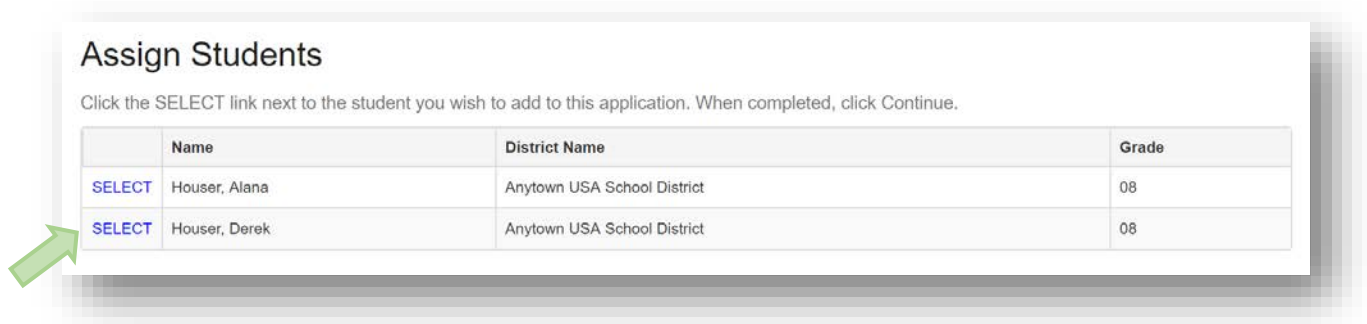 Assign Students
Click the SELECT link next to the student you wish to add to this application. When completed, click Continue.
Name District Name Grade
SELECT Houser, Alana Anytown USA School District 08
SELECT Houser, Derek Anytown USA School District 08